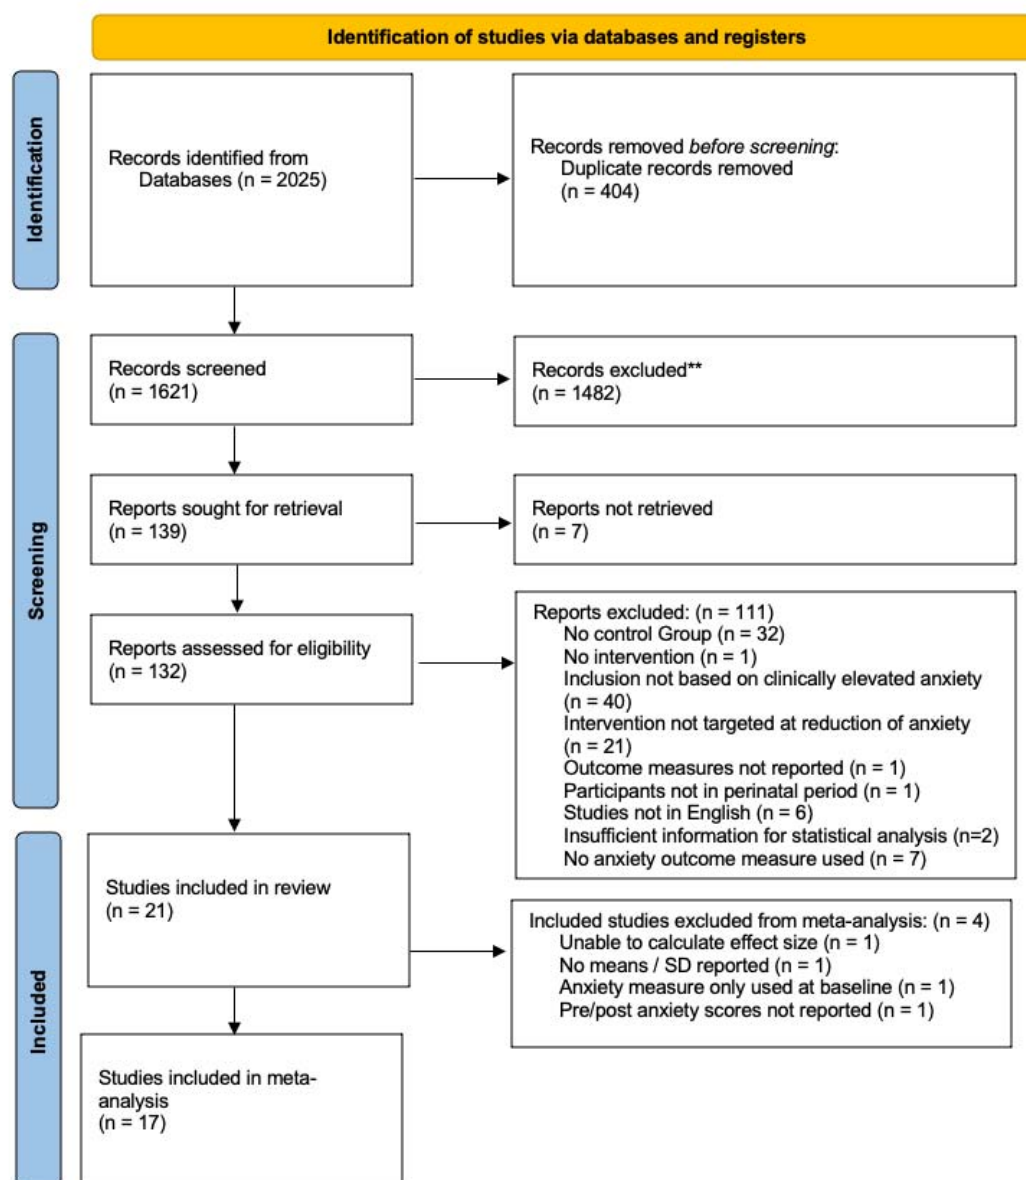 Identification of studies via databases and registers
Identification
Records identified from
Databases (n = 2025)
Records removed before screening:
Duplicate records removed
(n = 404)
Screening
Records screened
(n = 1621)
Records excluded**
(n = 1482)
Reports sought for retrieval
(n = 139)
Reports not retrieved
(n = 7)
Reports assessed for eligibility
(n = 132)
Reports excluded: (n = 111)
No control Group (n = 32)
No intervention (n = 1)
Inclusion not based on clinically elevated anxiety
(n = 40)
Intervention not targeted at reduction of anxiety
(n = 21)
Outcome measures not reported (n = 1)
Participants not in perinatal period (n = 1)
Studies not in English (n = 6)
Insufficient information for statistical analysis (n=2)
No anxiety outcome measure used (n = 7)
Included
Studies included in review
(n = 21)
Included studies excluded from meta-analysis: (n = 4)
Unable to calculate effect size (n = 1)
No means / SD reported (n = 1)
Anxiety measure only used at baseline (n = 1)
Pre/post anxiety scores not reported (n = 1)
Studies included in meta-
analysis
(n = 17)